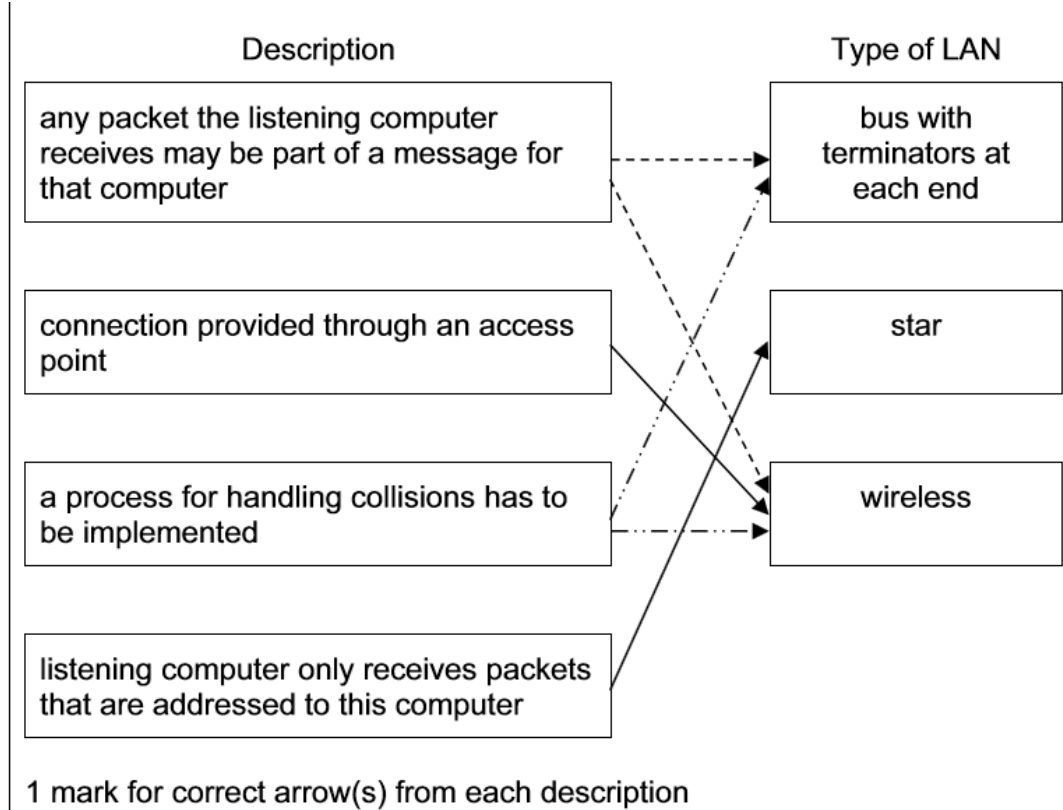 Description
Type of LAN
any packet the listening computer
receives may be part of a message for
that computer
bus with
terminators at
each end
connection provided through an access
point
star
a process for handling collisions has to
be implemented
wireless
listening computer only receives packets
that are addressed to this computer
1 mark for correct arrow(s) from each description